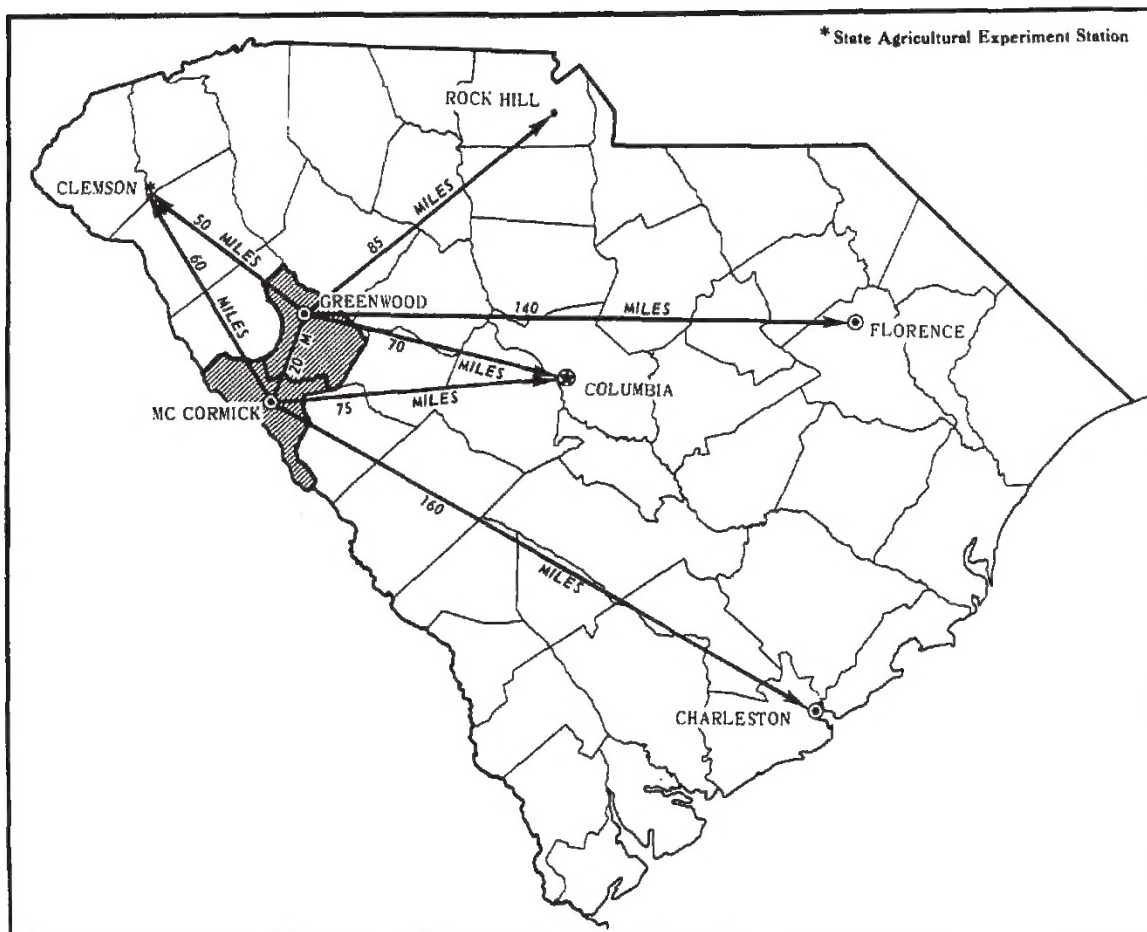 * State Agricultural Experiment Station
ROCK HILL
CLEMSON *
50 MILES
60 MILES
85 MILES
GREENWOOD
140 MILES
FLORENCE
20 M
70 MILES
COLUMBIA
MC CORMICK
75 MILES
160 MILES
CHARLESTON